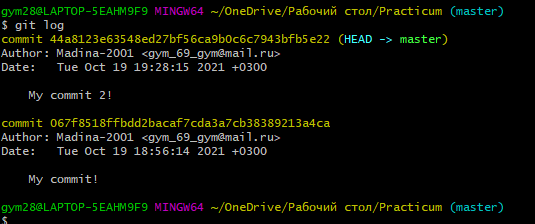 gym28@LAPTOP-5EAHM9F9 MINGW64 ~/OneDrive/Рабочий стол/Practicum (master)
$ git log
commit 44a8123e63548ed27bf56ca9b0c6c7943bfb5e22 (HEAD -> master)
Author: Madina-2001 <gym_69_gym@mail.ru>
Date:   Tue Oct 19 19:28:15 2021 +0300

    My commit 2!

commit 067f8518ffbdd2bacaf7cda3a7cb38389213a4ca
Author: Madina-2001 <gym_69_gym@mail.ru>
Date:   Tue Oct 19 18:56:14 2021 +0300

    My commit!

gym28@LAPTOP-5EAHM9F9 MINGW64 ~/OneDrive/Рабочий стол/Practicum (master)
$